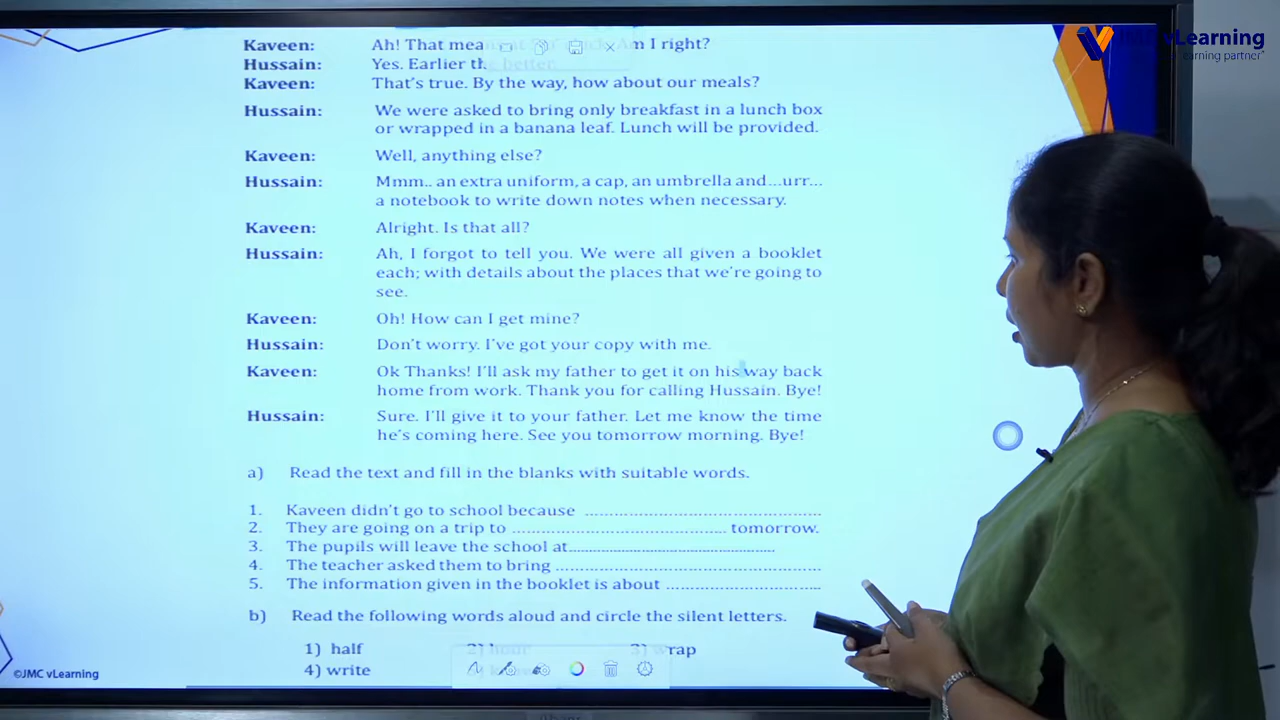 Kaveen: Ah! That mean m I right?
Hussain: Yes. Earlier the better.
Kaveen: That's true. By the way, how about our meals?
Hussain: We were asked to bring only breakfast in a lunch box
or wrapped in a banana leaf. Lunch will be provided.
Kaveen: Well, anything else?
Hussain: Mmm.. an extra uniform, a cap, an umbrella and...urr...
a notebook to write down notes when necessary.
Kaveen: Alright. Is that all?
Hussain: Ah, I forgot to tell you. We were all given a booklet
each; with details about the places that we're going to
see.
Kaveen: Oh! How can I get mine?
Hussain: Don't worry. I've got your copy with me.
Kaveen: Ok Thanks! I'll ask my father to get it on his way back
home from work. Thank you for calling Hussain. Bye!
Hussain: Sure. I'll give it to your father. Let me know the time
he's coming here. See you tomorrow morning. Bye!
a) Read the text and fill in the blanks with suitable words.
1. Kaveen didn't go to school because ............................................................
2. They are going on a trip to ...................................................... tomorrow.
3. The pupils will leave the school at.....................................................
4. The teacher asked them to bring ....................................................................
5. The information given in the booklet is about .......................................
b) Read the following words aloud and circle the silent letters.
1) half 2) hour 3) wrap
4) write
©JMC vLearning
JMC vLearning
learning partner"